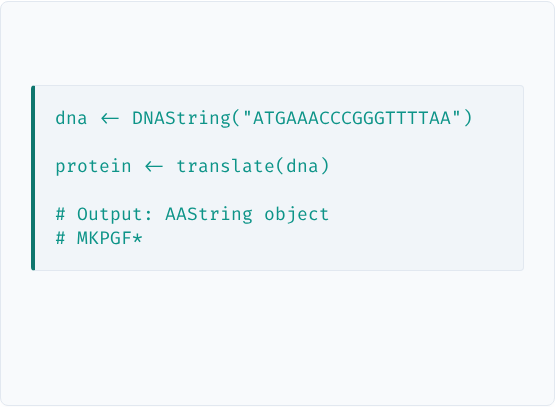 dna <- DNAString("ATGAAACCCGGGTTTTAA")
protein <- translate(dna)
# Output: AAString object
# MKPGF*